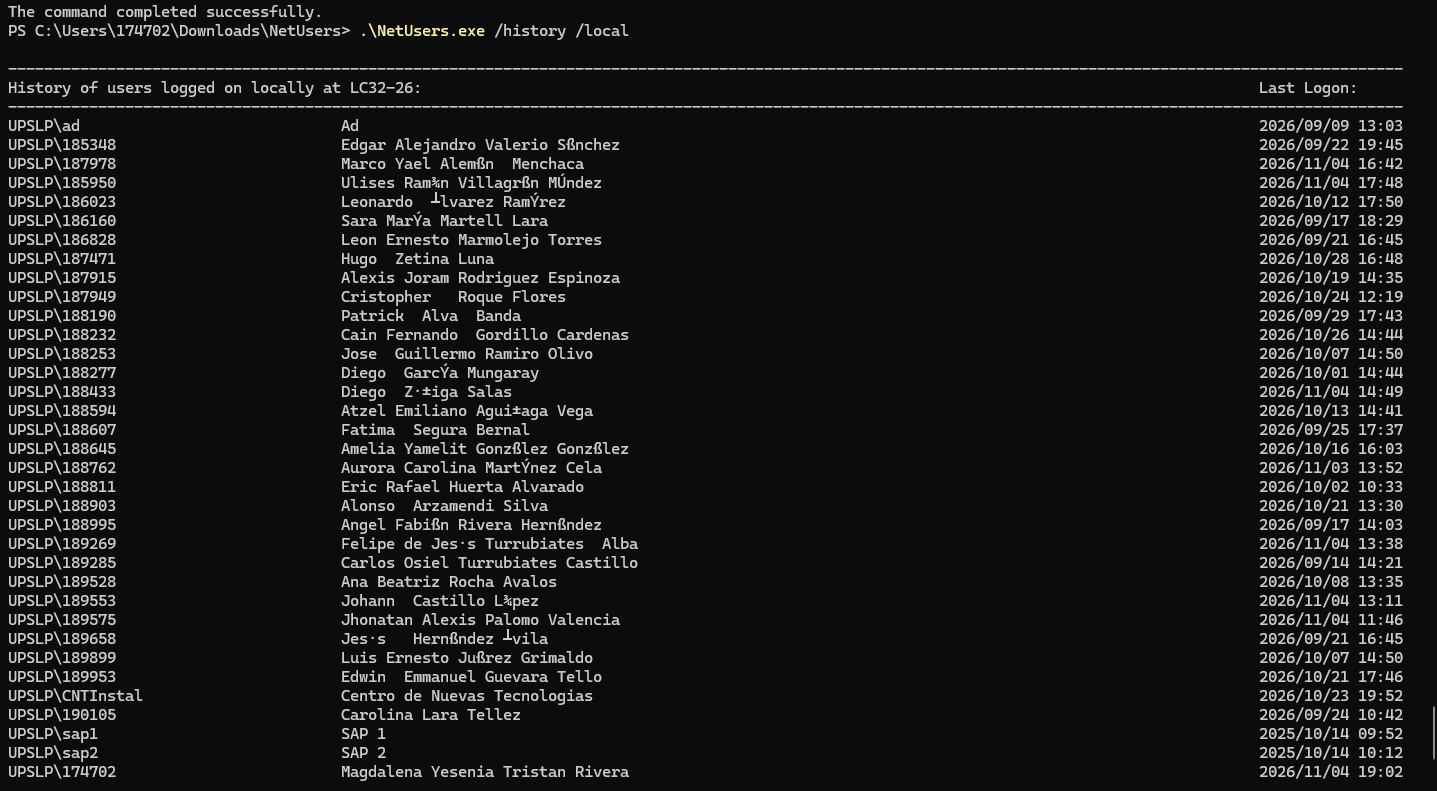 The command completed successfully.
PS C:\Users\174702\Downloads\NetUsers> .\NetUsers.exe /history /local
History of users logged on locally at LC32-26: Last Logon:
UPSLP\ad Ad 2026/09/09 13:03
UPSLP\185348 Edgar Alejandro Valerio Sßnchez 2026/09/22 19:45
UPSLP\187978 Marco Yael Alemßn  Menchaca 2026/11/04 16:42
UPSLP\185950 Ulises Ram¾n Villagrßn MÚndez 2026/11/04 17:48
UPSLP\186023 Leonardo  ┴lvarez RamÝrez 2026/10/12 17:50
UPSLP\186160 Sara MarÝa Martell Lara 2026/09/17 18:29
UPSLP\186828 Leon Ernesto Marmolejo Torres 2026/09/21 16:45
UPSLP\187471 Hugo  Zetina Luna 2026/10/28 16:48
UPSLP\187915 Alexis Joram Rodriguez Espinoza 2026/10/19 14:35
UPSLP\187949 Cristopher   Roque Flores 2026/10/24 12:19
UPSLP\188190 Patrick  Alva  Banda 2026/09/29 17:43
UPSLP\188232 Cain Fernando  Gordillo Cardenas 2026/10/26 14:44
UPSLP\188253 Jose  Guillermo Ramiro Olivo 2026/10/07 14:50
UPSLP\188277 Diego  GarcÝa Mungaray 2026/10/01 14:44
UPSLP\188433 Diego  Z·±iga Salas 2026/11/04 14:49
UPSLP\188594 Atzel Emiliano Agui±aga Vega 2026/10/13 14:41
UPSLP\188607 Fatima  Segura Bernal 2026/09/25 17:37
UPSLP\188645 Amelia Yamelit Gonzßlez Gonzßlez 2026/10/16 16:03
UPSLP\188762 Aurora Carolina MartÝnez Cela 2026/11/03 13:52
UPSLP\188811 Eric Rafael Huerta Alvarado 2026/10/02 10:33
UPSLP\188903 Alonso  Arzamendi Silva 2026/10/21 13:30
UPSLP\188995 Angel Fabißn Rivera Hernßndez 2026/09/17 14:03
UPSLP\189269 Felipe de Jes·s Turrubiates  Alba 2026/11/04 13:38
UPSLP\189285 Carlos Osiel Turrubiates Castillo 2026/09/14 14:21
UPSLP\189528 Ana Beatriz Rocha Avalos 2026/10/08 13:35
UPSLP\189553 Johann  Castillo L¾pez 2026/11/04 13:11
UPSLP\189575 Jhonatan Alexis Palomo Valencia 2026/11/04 11:46
UPSLP\189658 Jes·s   Hernßndez ┴vila 2026/09/21 16:45
UPSLP\189899 Luis Ernesto Jußrez Grimaldo 2026/10/07 14:50
UPSLP\189953 Edwin  Emmanuel Guevara Tello 2026/10/21 17:46
UPSLP\CNTInstal Centro de Nuevas Tecnologias 2026/10/23 19:52
UPSLP\190105 Carolina Lara Tellez 2026/09/24 10:42
UPSLP\sap1 SAP 1 2025/10/14 09:52
UPSLP\sap2 SAP 2 2025/10/14 10:12
UPSLP\174702 Magdalena Yesenia Tristan Rivera 2026/11/04 19:02